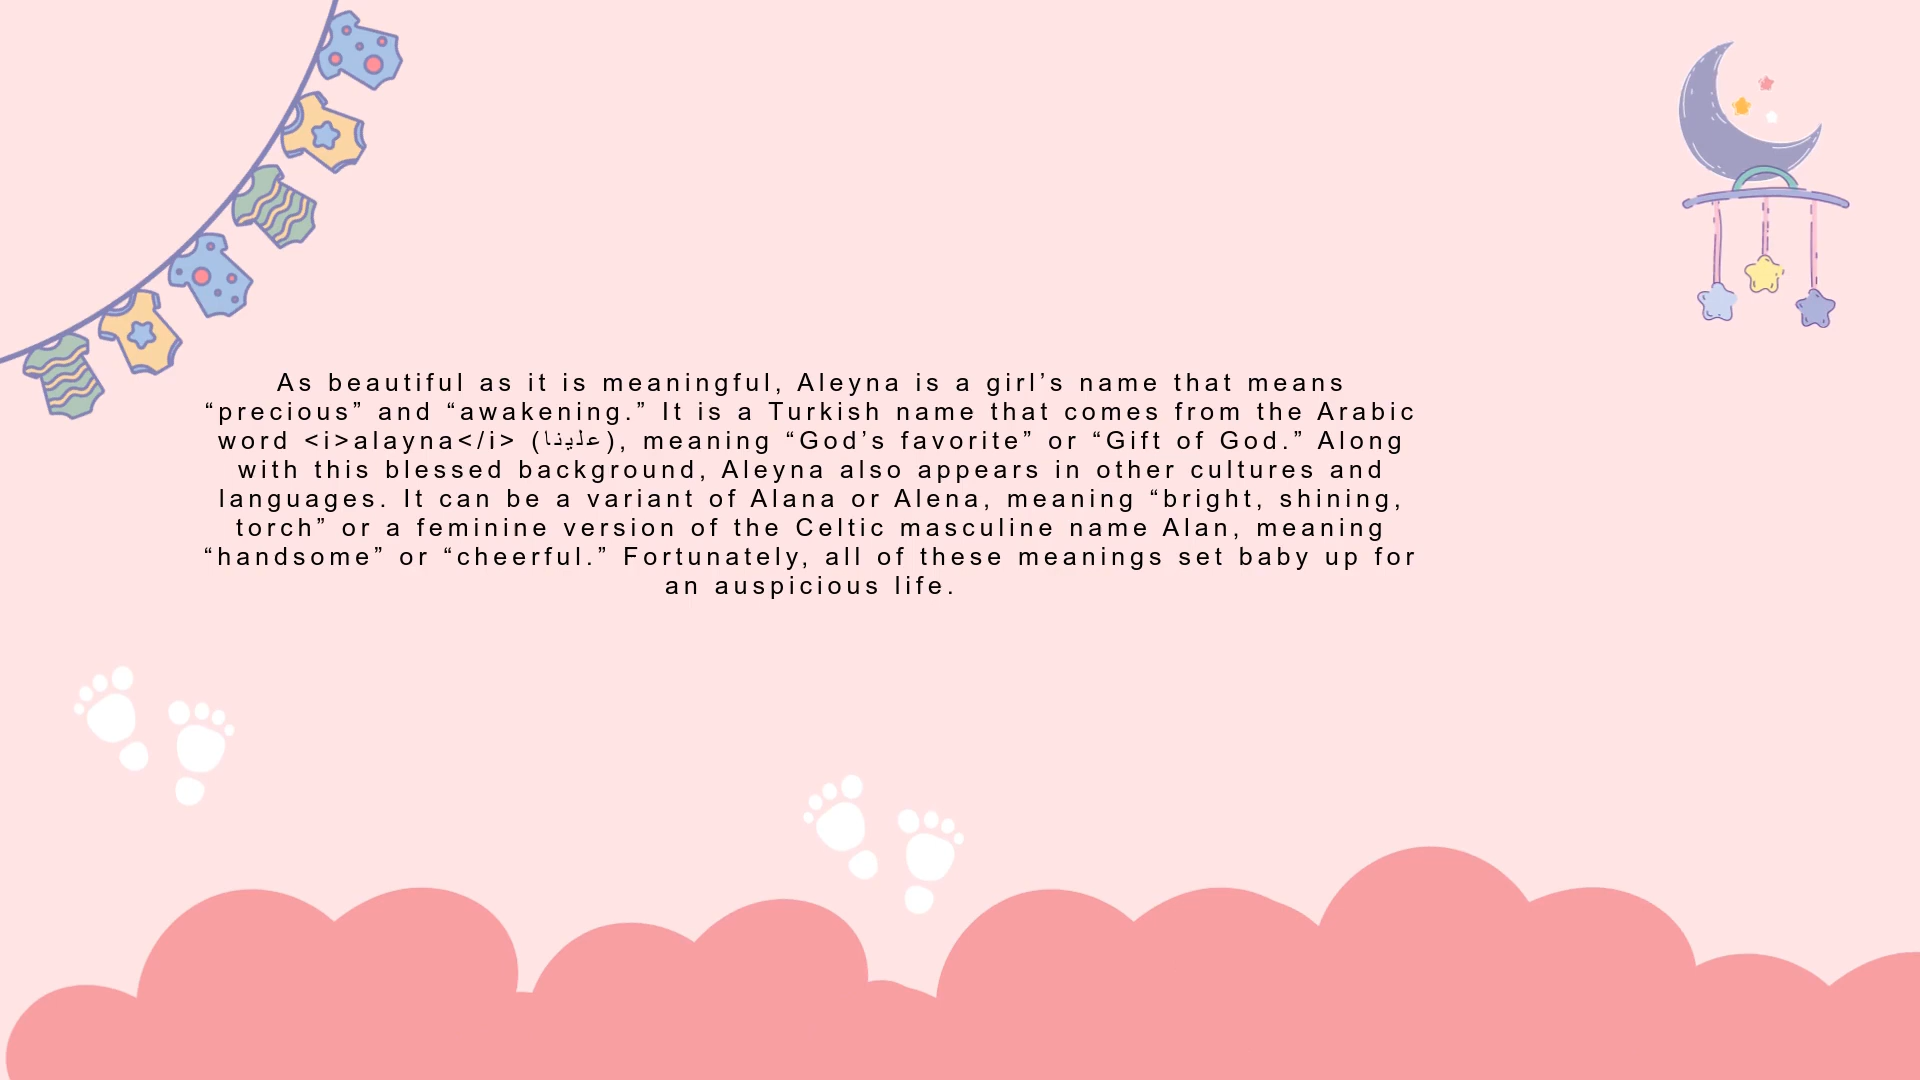 As beautiful as it is meaningful, Aleyna is a girl’s name that means
“precious” and “awakening.” It is a Turkish name that comes from the Arabic
word <i>alayna</i> (علينا), meaning “God’s favorite” or “Gift of God.” Along
with this blessed background, Aleyna also appears in other cultures and
languages. It can be a variant of Alana or Alena, meaning “bright, shining,
torch” or a feminine version of the Celtic masculine name Alan, meaning
“handsome” or “cheerful.” Fortunately, all of these meanings set baby up for
an auspicious life.